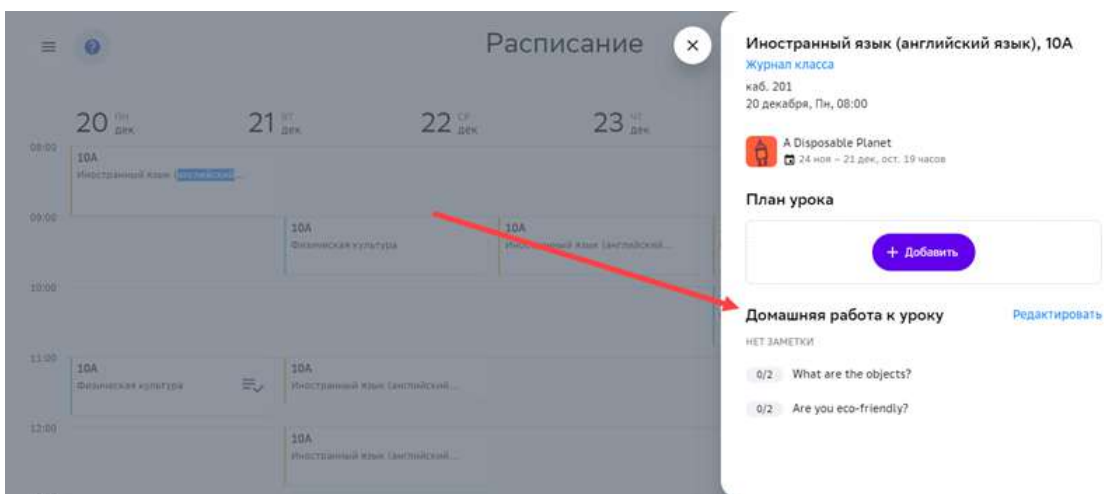 Расписание
20 пн дек
21 вт дек
22 ср дек
23 чт дек
08:00
10А
Иностранный язык (английский...
09:00
10А
Физическая культура
10А
Иностранный язык (английский...
10:00
11:00
10А
Физическая культура
10А
Иностранный язык (английский...
12:00
10А
Иностранный язык (английский...
Иностранный язык (английский язык), 10А
Журнал класса
каб. 201
20 декабря, Пн, 08:00
A Disposable Planet
24 ноя – 21 дек, ост. 19 часов
План урока
+ Добавить
Домашняя работа к уроку
Редактировать
НЕТ ЗАМЕТКИ
0/2 What are the objects?
0/2 Are you eco-friendly?